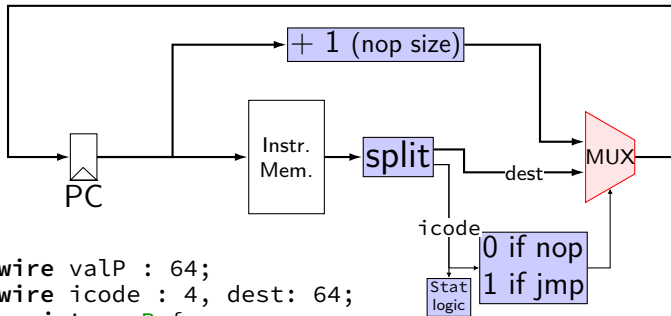 + 1 (nop size)
Instr.
Mem.
split
MUX
PC
dest
icode
0 if nop
1 if jmp
Stat
logic
wire valP : 64;
wire icode : 4, dest: 64;